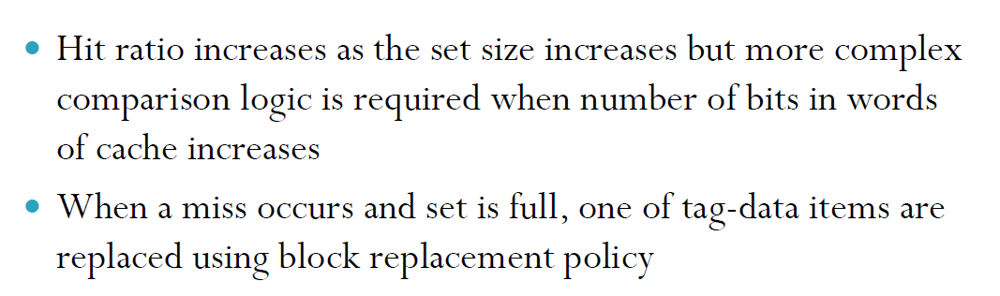 • Hit ratio increases as the set size increases but more complex
comparison logic is required when number of bits in words
of cache increases
• When a miss occurs and set is full, one of tag-data items are
replaced using block replacement policy